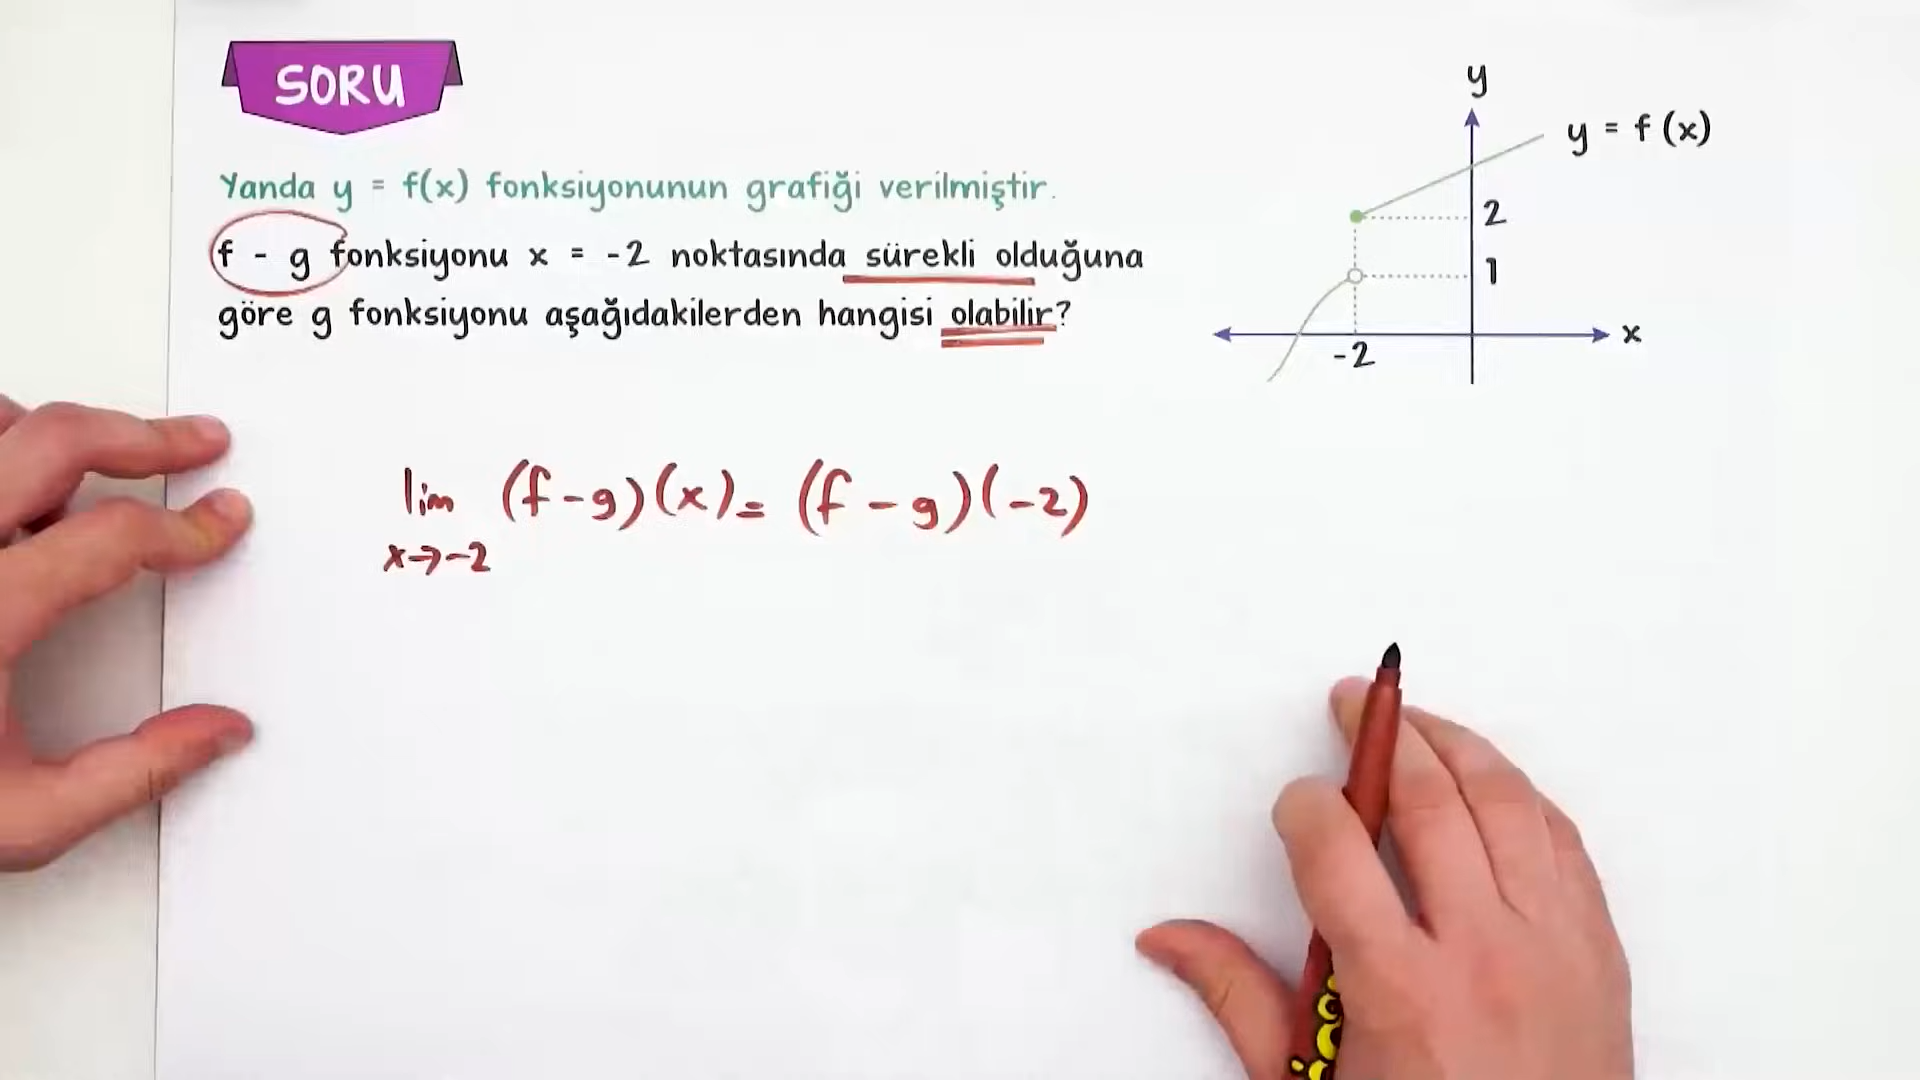 SORU
Yanda y = f(x) fonksiyonunun grafiği verilmiştir.
f - g fonksiyonu x = -2 noktasında sürekli olduğuna
göre g fonksiyonu aşağıdakilerden hangisi olabilir?
y
y = f (x)
2
1
x
-2
lim (f-g)(x) = (f - g)(-2)
x→-2